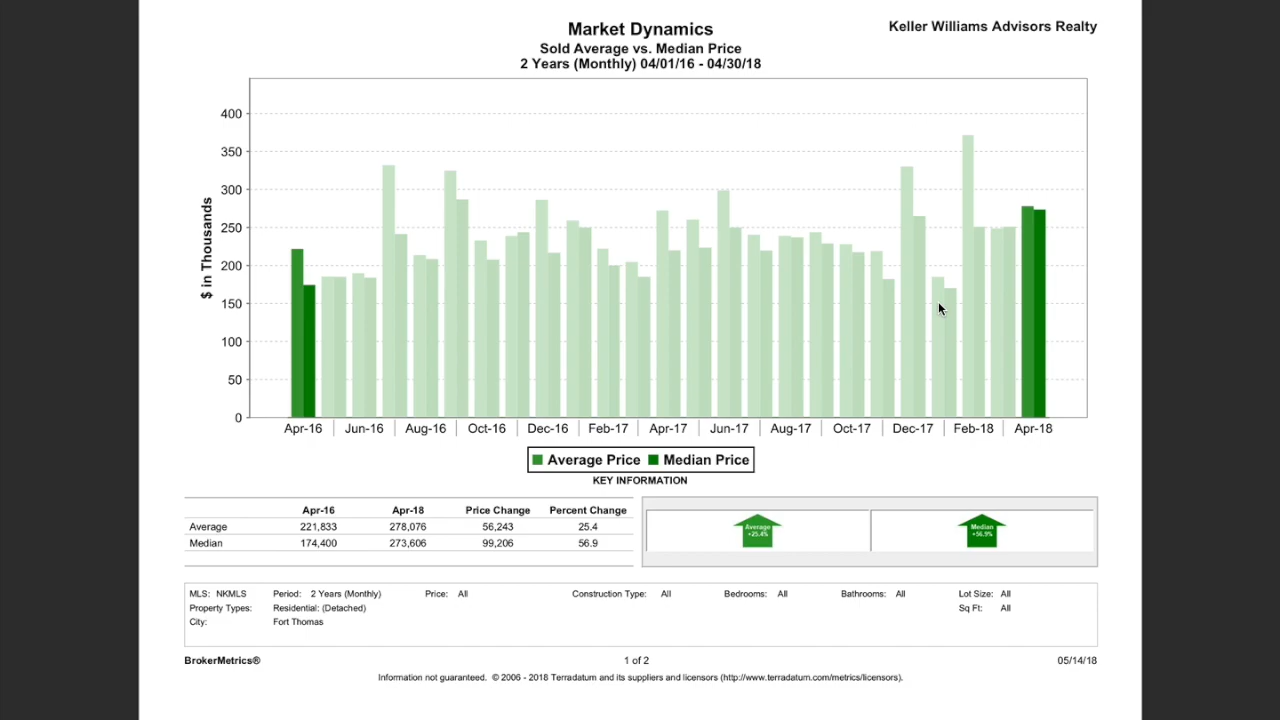 Market Dynamics
Keller Williams Advisors Realty
Sold Average vs. Median Price
2 Years (Monthly) 04/01/16 - 04/30/18
$ in Thousands
400
350
300
250
200
150
100
50
0
Apr-16 Jun-16 Aug-16 Oct-16 Dec-16 Feb-17 Apr-17 Jun-17 Aug-17 Oct-17 Dec-17 Feb-18 Apr-18
Average Price Median Price
KEY INFORMATION
Apr-16 Apr-18 Price Change Percent Change
Average 221,833 278,076 56,243 25.4
Median 174,400 273,606 99,206 56.9
Average
+25.4%
Median
+56.9%
MLS: NKMLS Period: 2 Years (Monthly) Price: All Construction Type: All Bedrooms: All Bathrooms: All Lot Size: All
Property Types: Residential: (Detached) Sq Ft: All
City: Fort Thomas
BrokerMetrics® 1 of 2 05/14/18
Information not guaranteed. © 2006 - 2018 Terradatum and its suppliers and licensors (http://www.terradatum.com/metrics/licensors).